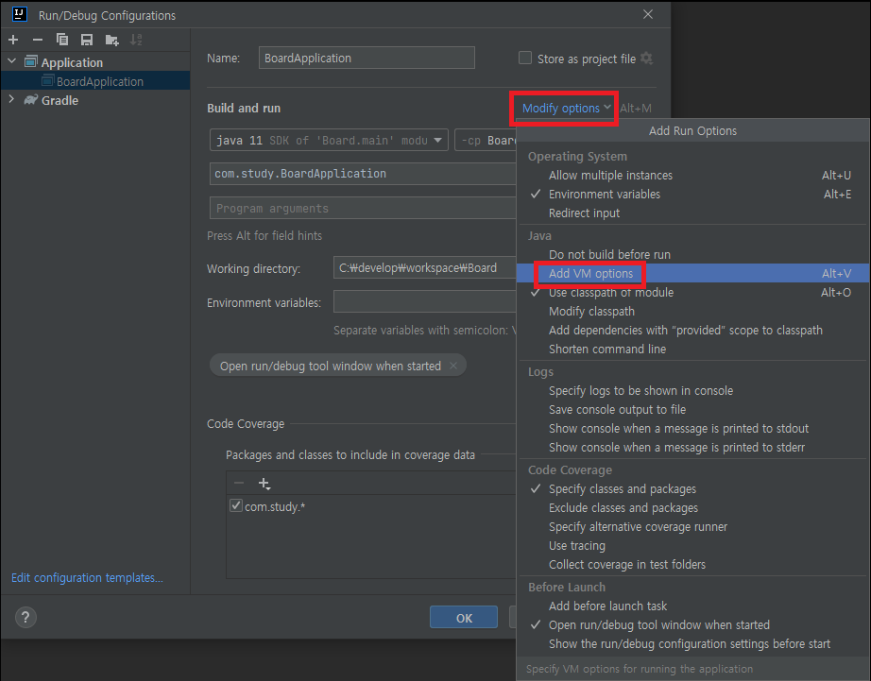 Run/Debug Configurations
Application
BoardApplication
Gradle
Name:
BoardApplication
Store as project file
Build and run
Modify options
Alt+M
java 11 SDK of 'Board.main' modu
-cp Boar
com.study.BoardApplication
Program arguments
Press Alt for field hints
Working directory:
C:₩develop₩workspace₩Board
Environment variables:
Separate variables with semicolon: V
Open run/debug tool window when started
Code Coverage
Packages and classes to include in coverage data
com.study.*
Edit configuration templates...
?
OK
Add Run Options
Operating System
Allow multiple instances Alt+U
Environment variables Alt+E
Redirect input
Java
Do not build before run
Add VM options Alt+V
Use classpath of module Alt+O
Modify classpath
Add dependencies with "provided" scope to classpath
Shorten command line
Logs
Specify logs to be shown in console
Save console output to file
Show console when a message is printed to stdout
Show console when a message is printed to stderr
Code Coverage
Specify classes and packages
Exclude classes and packages
Specify alternative coverage runner
Use tracing
Collect coverage in test folders
Before Launch
Add before launch task
Open run/debug tool window when started
Show the run/debug configuration settings before start
Specify VM options for running the application